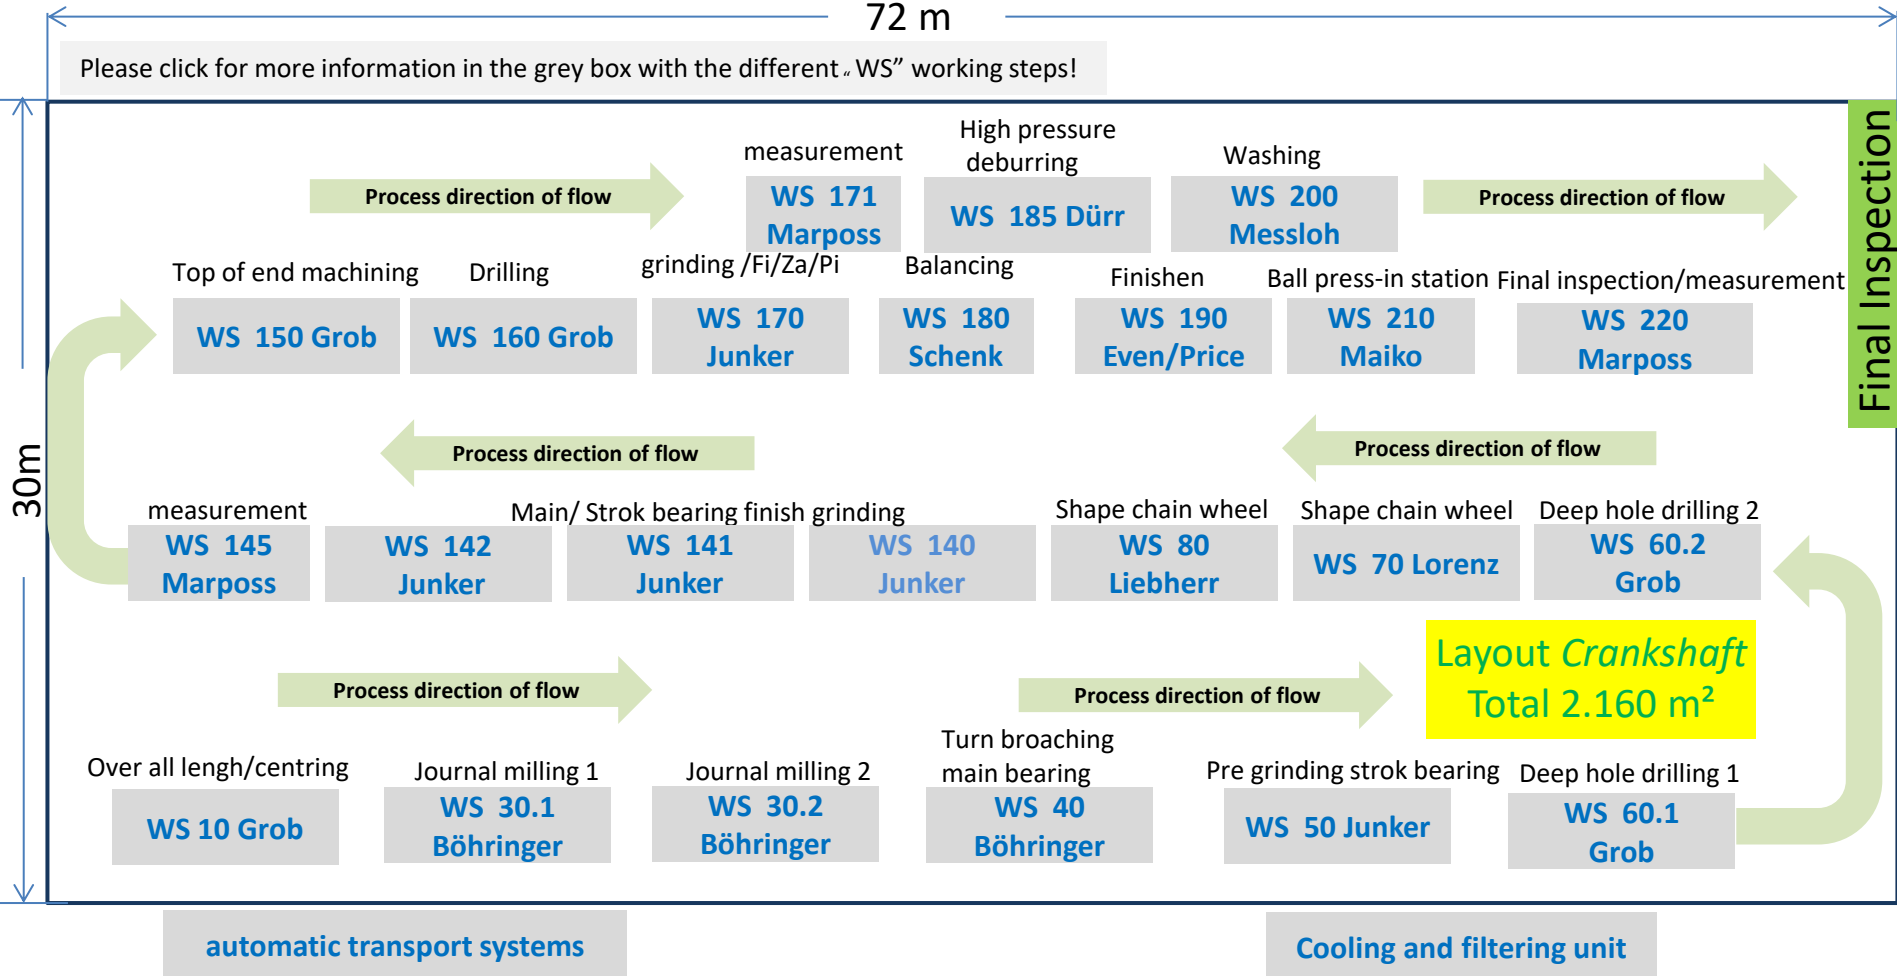 72 m
Please click for more information in the grey box with the different „ WS” working steps!
30m
Final Inspection
High pressure
deburring
measurement
Washing
Process direction of flow
WS 171
Marposs
WS 185 Dürr
WS 200
Messloh
Process direction of flow
Top of end machining
Drilling
grinding /Fi/Za/Pi
Balancing
Finishen
Ball press-in station
Final inspection/measurement
WS 150 Grob
WS 160 Grob
WS 170
Junker
WS 180
Schenk
WS 190
Even/Price
WS 210
Maiko
WS 220
Marposs
Process direction of flow
Process direction of flow
measurement
Main/ Strok bearing finish grinding
Shape chain wheel
Shape chain wheel
Deep hole drilling 2
WS 145
Marposs
WS 142
Junker
WS 141
Junker
WS 140
Junker
WS 80
Liebherr
WS 70 Lorenz
WS 60.2
Grob
Process direction of flow
Process direction of flow
Layout Crankshaft
Total 2.160 m²
Over all lengh/centring
Journal milling 1
Journal milling 2
Turn broaching
main bearing
Pre grinding strok bearing
Deep hole drilling 1
WS 10 Grob
WS 30.1
Böhringer
WS 30.2
Böhringer
WS 40
Böhringer
WS 50 Junker
WS 60.1
Grob
automatic transport systems
Cooling and filtering unit